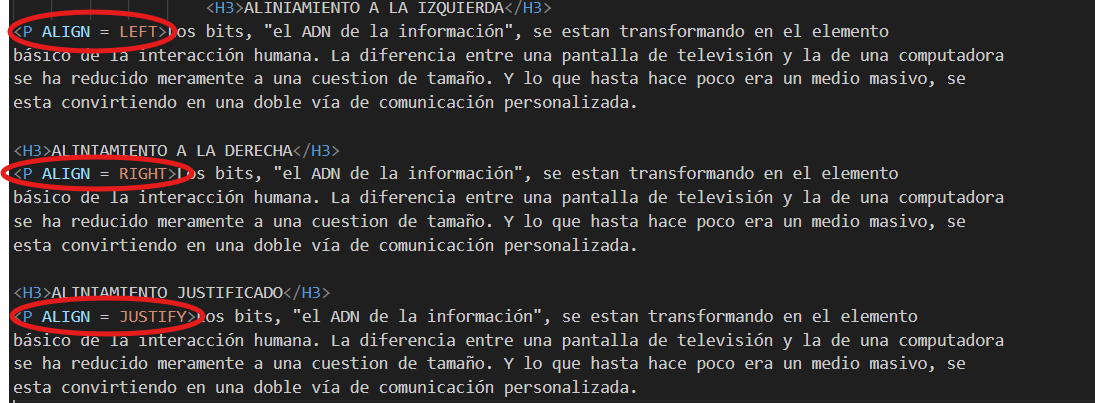 <H3>ALINIAMIENTO A LA IZQUIERDA</H3>
<P ALIGN = LEFT>Los bits, "el ADN de la información", se estan transformando en el elemento
básico de la interacción humana. La diferencia entre una pantalla de televisión y la de una computadora
se ha reducido meramente a una cuestion de tamaño. Y lo que hasta hace poco era un medio masivo, se
esta convirtiendo en una doble vía de comunicación personalizada.
<H3>ALINIAMIENTO A LA DERECHA</H3>
<P ALIGN = RIGHT>Los bits, "el ADN de la información", se estan transformando en el elemento
básico de la interacción humana. La diferencia entre una pantalla de televisión y la de una computadora
se ha reducido meramente a una cuestion de tamaño. Y lo que hasta hace poco era un medio masivo, se
esta convirtiendo en una doble vía de comunicación personalizada.
<H3>ALINIAMIENTO JUSTIFICADO</H3>
<P ALIGN = JUSTIFY>Los bits, "el ADN de la información", se estan transformando en el elemento
básico de la interacción humana. La diferencia entre una pantalla de televisión y la de una computadora
se ha reducido meramente a una cuestion de tamaño. Y lo que hasta hace poco era un medio masivo, se
esta convirtiendo en una doble vía de comunicación personalizada.